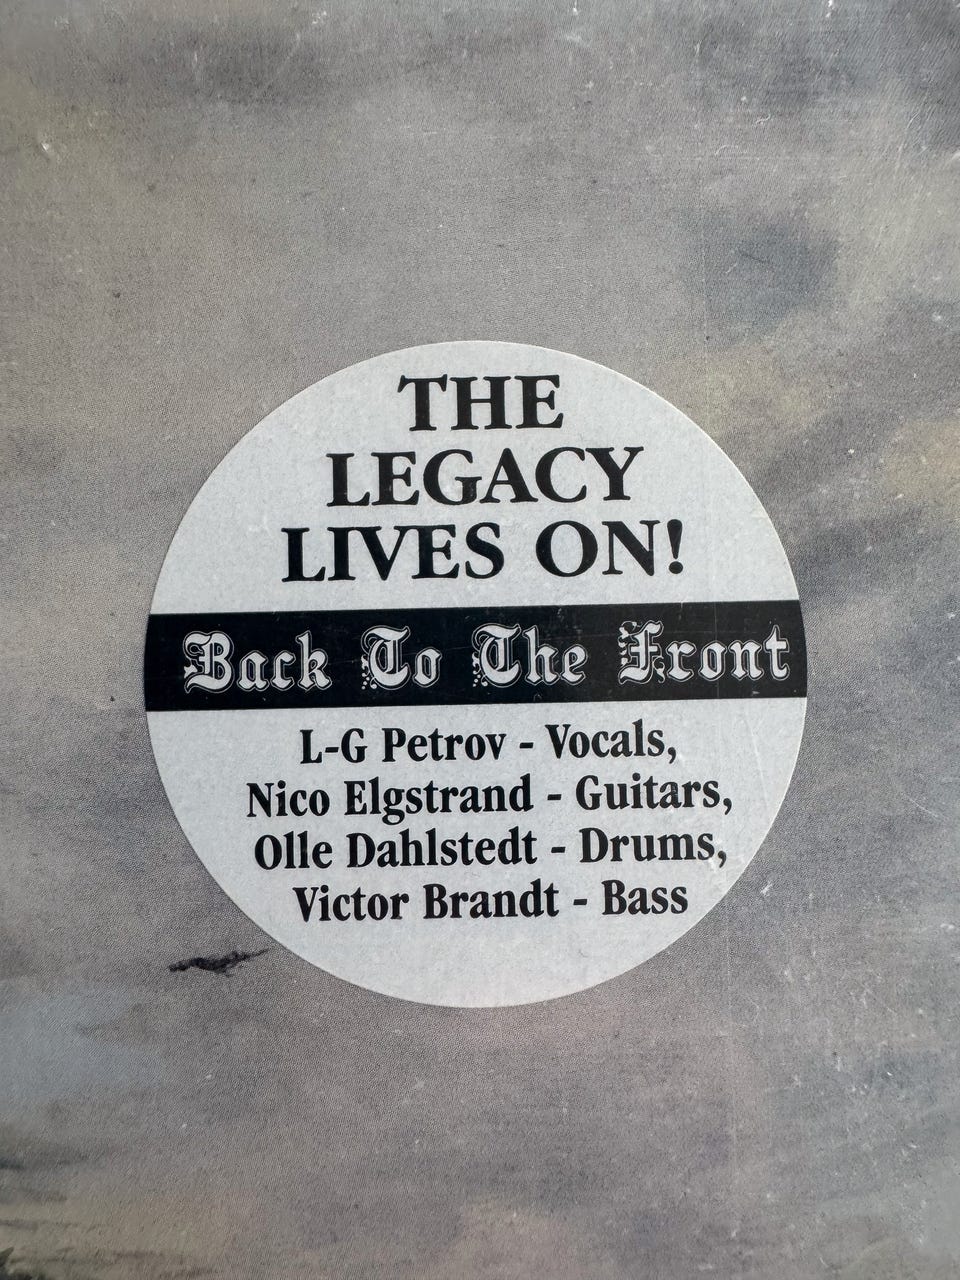 THE
LEGACY
LIVES ON!
Back To The Front
L-G Petrov - Vocals,
Nico Elgstrand - Guitars,
Olle Dahlstedt - Drums,
Victor Brandt - Bass